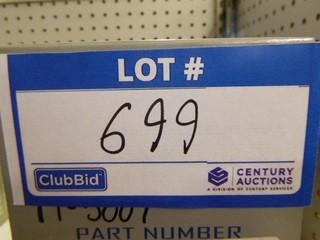 LOT #
699
ClubBid
CENTURY
AUCTIONS
A DIVISION OF CENTURY SERVICES
PART NUMBER